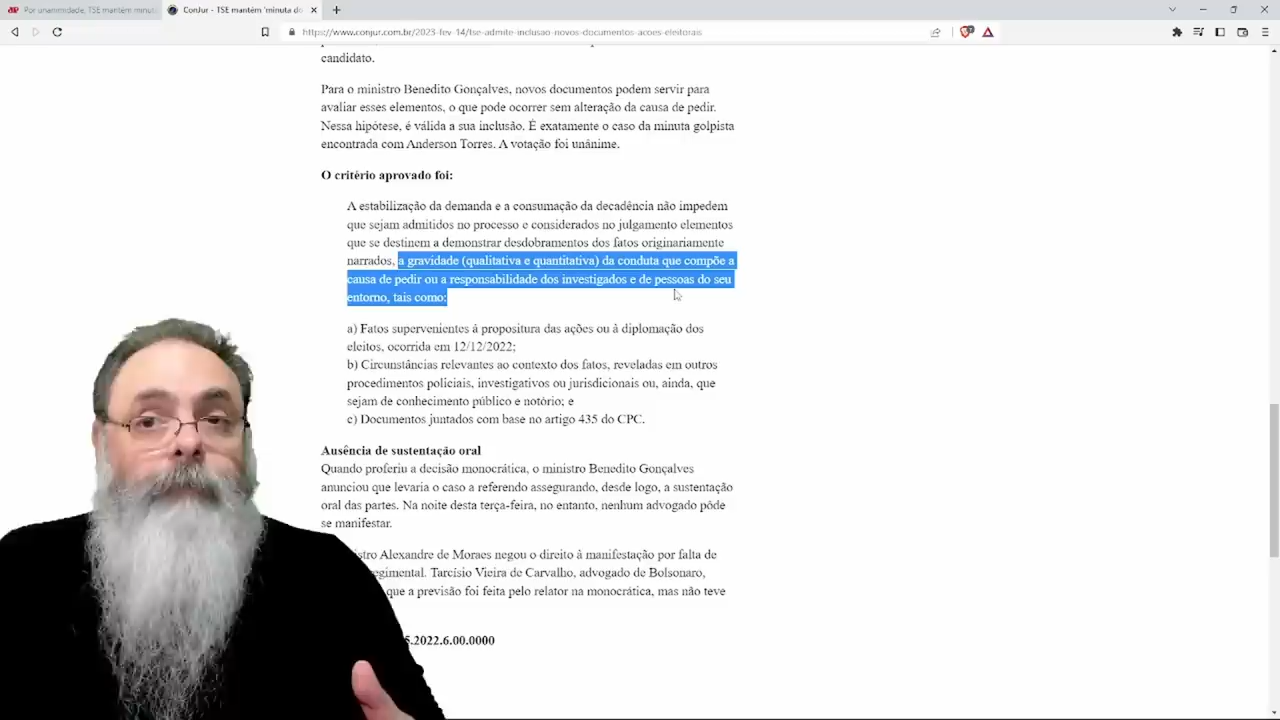 Por unanimidade, TSE mantém minuta
ConJur - TSE mantém 'minuta do
https://www.conjur.com.br/2023-fev-14/tse-admite-inclusao-novos-documentos-acoes-eleitorais
candidato.
Para o ministro Benedito Gonçalves, novos documentos podem servir para
avaliar esses elementos, o que pode ocorrer sem alteração da causa de pedir.
Nessa hipótese, é válida a sua inclusão. É exatamente o caso da minuta golpista
encontrada com Anderson Torres. A votação foi unânime.
O critério aprovado foi:
A estabilização da demanda e a consumação da decadência não impedem
que sejam admitidos no processo e considerados no julgamento elementos
que se destinem a demonstrar desdobramentos dos fatos originariamente
narrados, a gravidade (qualitativa e quantitativa) da conduta que compõe a
causa de pedir ou a responsabilidade dos investigados e de pessoas do seu
entorno, tais como:
a) Fatos supervenientes à propositura das ações ou à diplomação dos
eleitos, ocorrida em 12/12/2022;
b) Circunstâncias relevantes ao contexto dos fatos, reveladas em outros
procedimentos policiais, investigativos ou jurisdicionais ou, ainda, que
sejam de conhecimento público e notório; e
c) Documentos juntados com base no artigo 435 do CPC.
Ausência de sustentação oral
Quando proferiu a decisão monocrática, o ministro Benedito Gonçalves
anunciou que levaria o caso a referendo assegurando, desde logo, a sustentação
oral das partes. Na noite desta terça-feira, no entanto, nenhum advogado pôde
se manifestar.
istro Alexandre de Moraes negou o direito à manifestação por falta de
egimental. Tarcísio Vieira de Carvalho, advogado de Bolsonaro,
que a previsão foi feita pelo relator na monocrática, mas não teve
5.2022.6.00.0000